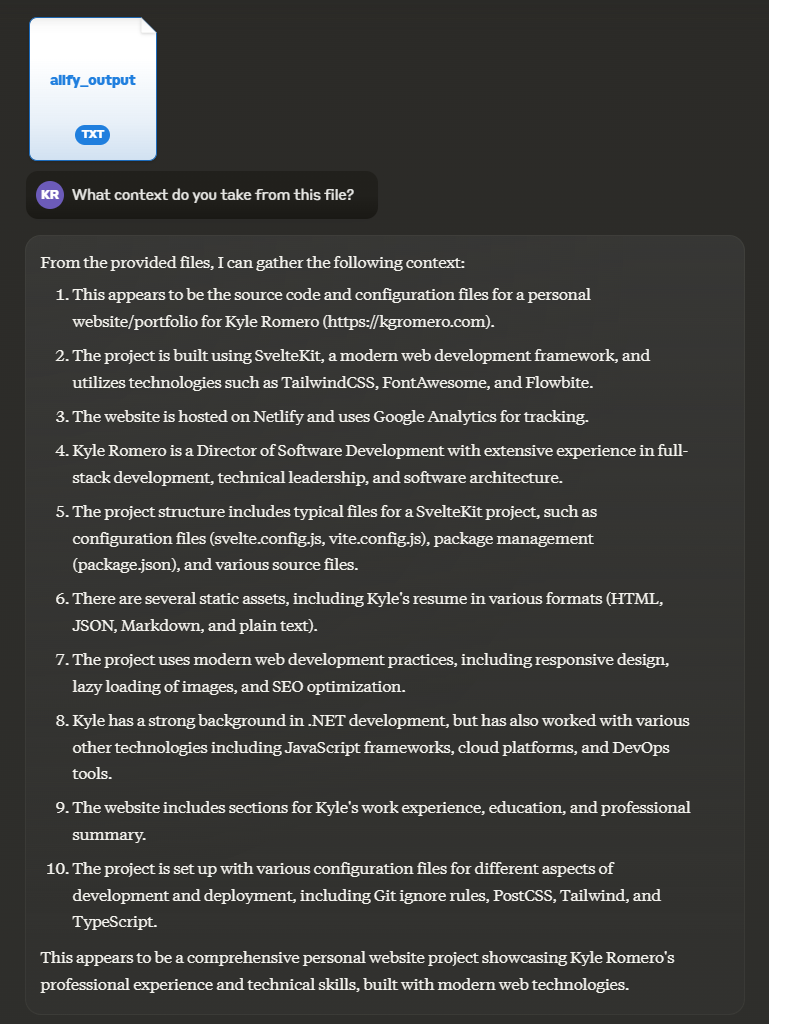 allfy_output
TXT
KR What context do you take from this file?
From the provided files, I can gather the following context:
1. This appears to be the source code and configuration files for a personal
website/portfolio for Kyle Romero (https://kgromero.com).
2. The project is built using SvelteKit, a modern web development framework, and
utilizes technologies such as TailwindCSS, FontAwesome, and Flowbite.
3. The website is hosted on Netlify and uses Google Analytics for tracking.
4. Kyle Romero is a Director of Software Development with extensive experience in full-
stack development, technical leadership, and software architecture.
5. The project structure includes typical files for a SvelteKit project, such as
configuration files (svelte.config.js, vite.config.js), package management
(package.json), and various source files.
6. There are several static assets, including Kyle's resume in various formats (HTML,
JSON, Markdown, and plain text).
7. The project uses modern web development practices, including responsive design,
lazy loading of images, and SEO optimization.
8. Kyle has a strong background in .NET development, but has also worked with various
other technologies including JavaScript frameworks, cloud platforms, and DevOps
tools.
9. The website includes sections for Kyle's work experience, education, and professional
summary.
10. The project is set up with various configuration files for different aspects of
development and deployment, including Git ignore rules, PostCSS, Tailwind, and
TypeScript.
This appears to be a comprehensive personal website project showcasing Kyle Romero's
professional experience and technical skills, built with modern web technologies.